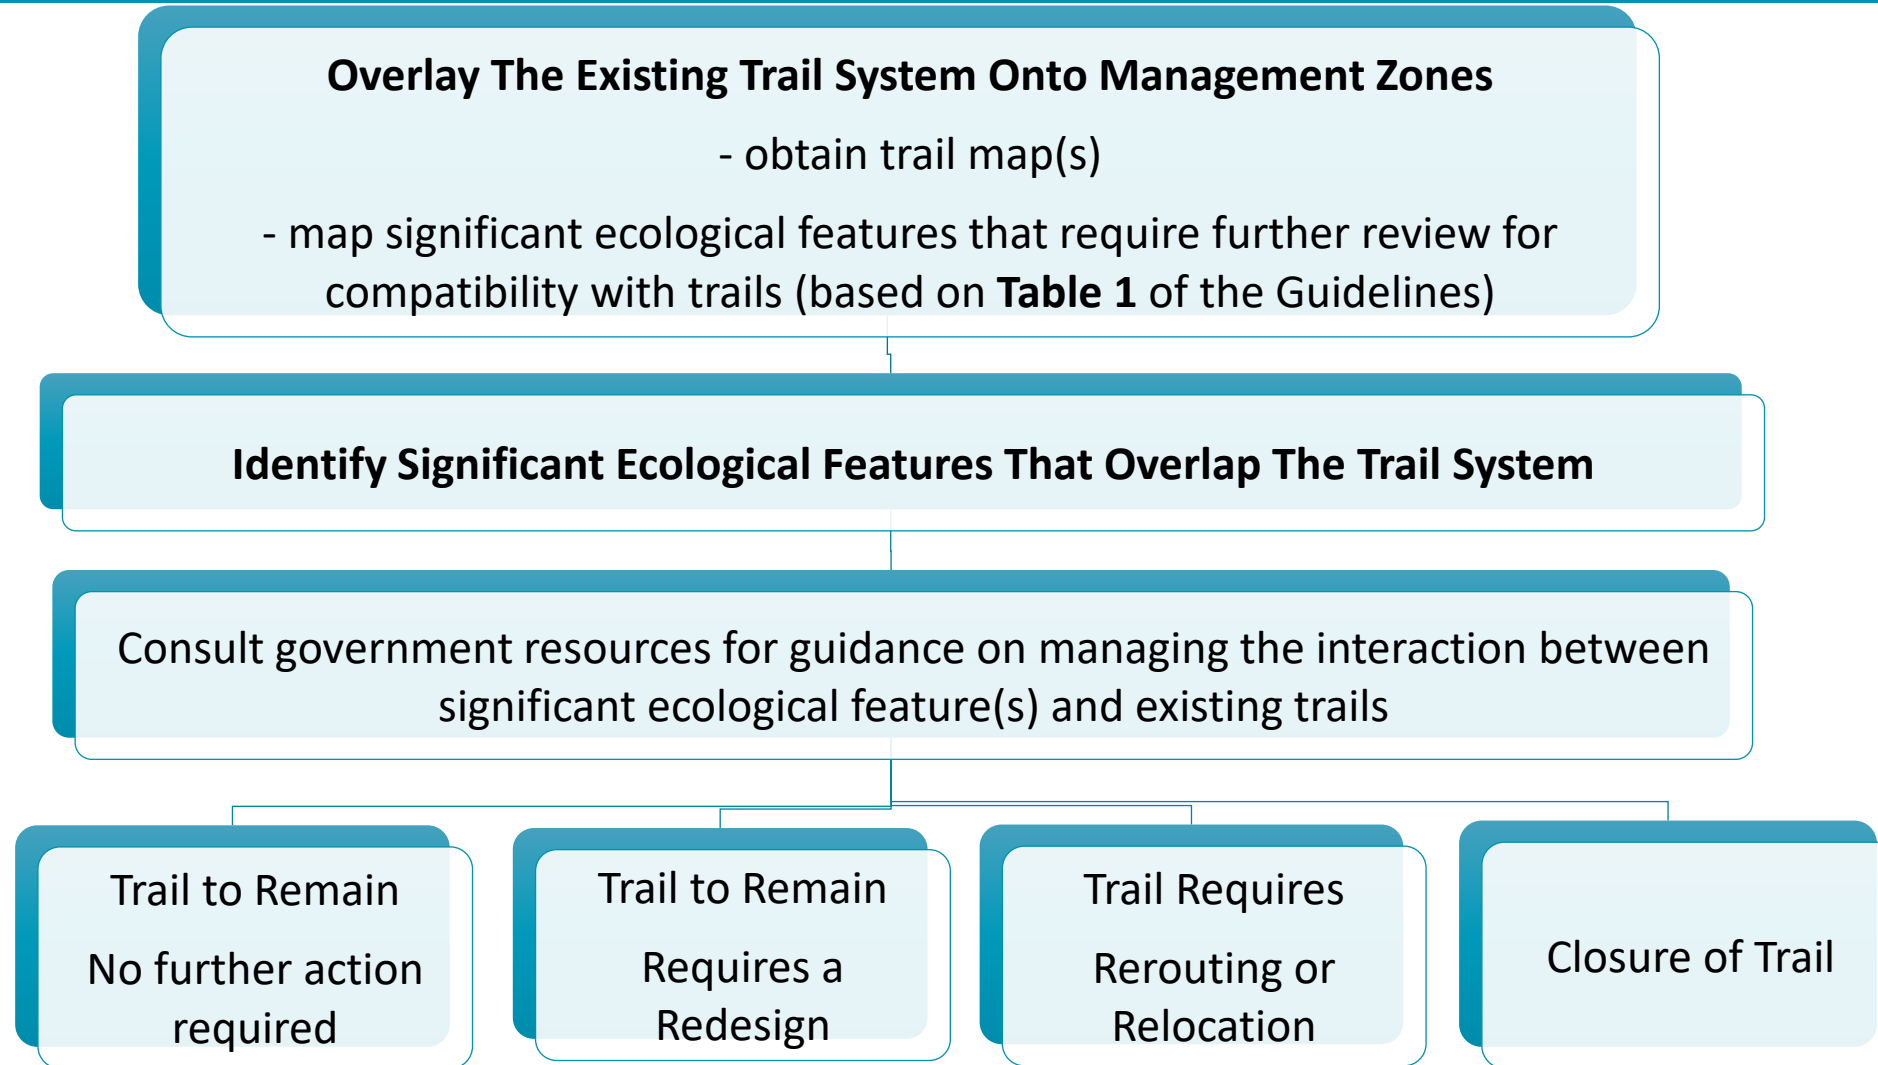 Overlay The Existing Trail System Onto Management Zones
- obtain trail map(s)
- map significant ecological features that require further review for
compatibility with trails (based on Table 1 of the Guidelines)
Identify Significant Ecological Features That Overlap The Trail System
Consult government resources for guidance on managing the interaction between
significant ecological feature(s) and existing trails
Trail to Remain
No further action
required
Trail to Remain
Requires a
Redesign
Trail Requires
Rerouting or
Relocation
Closure of Trail